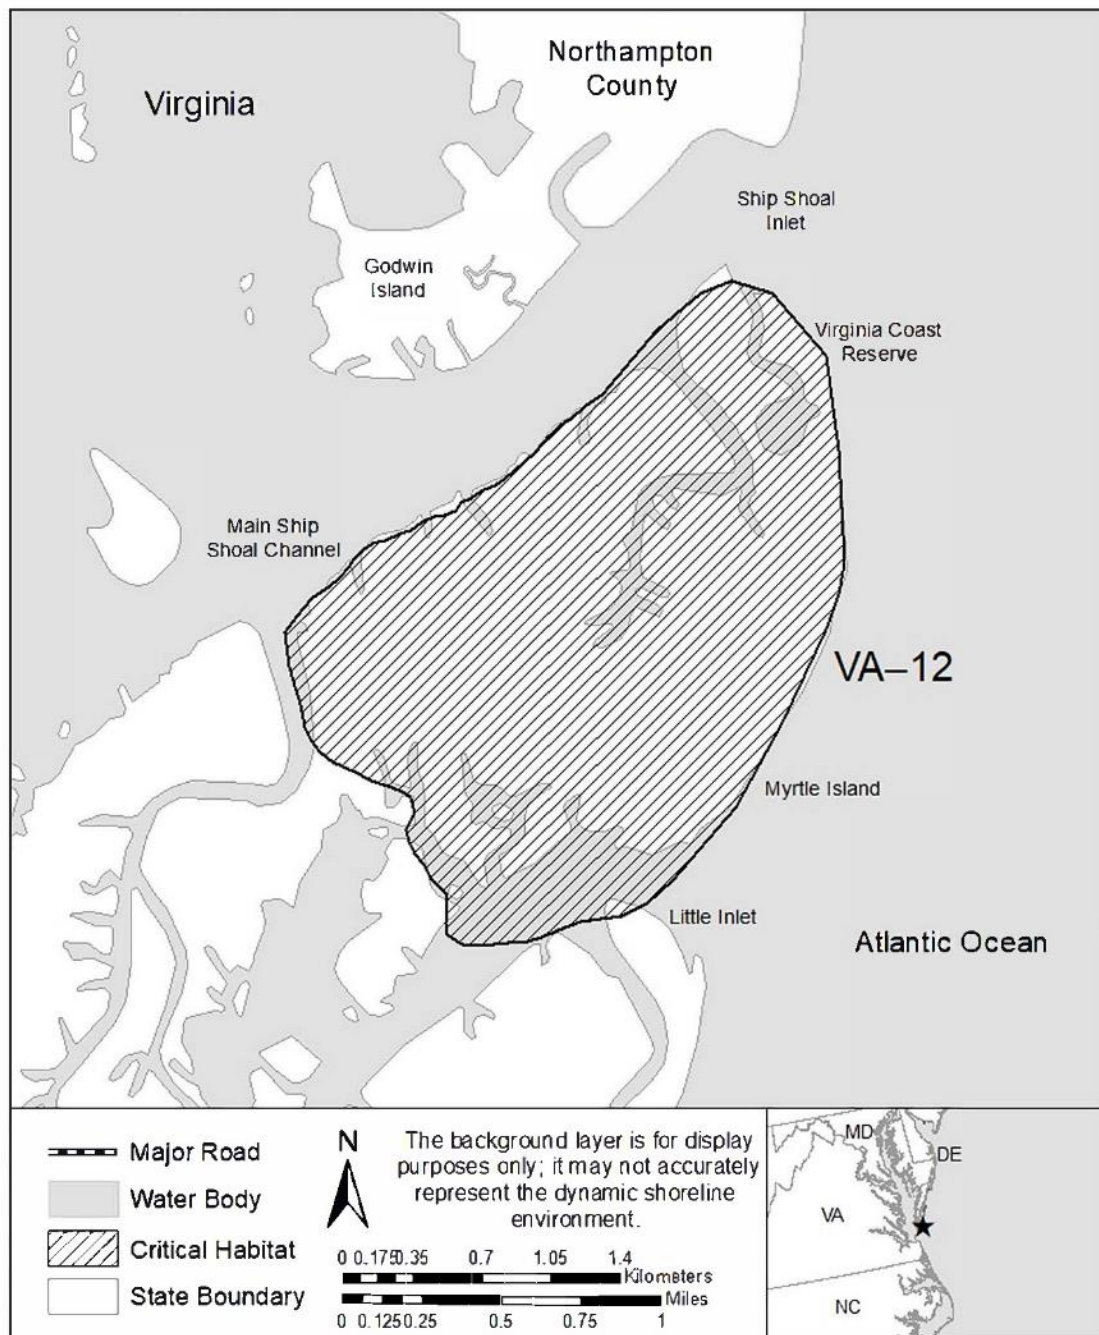 Northampton
County
Virginia
Ship Shoal
Inlet
Godwin
Island
Virginia Coast
Reserve
Main Ship
Shoal Channel
VA–12
Myrtle Island
Little Inlet
Atlantic Ocean
Major Road
Water Body
Critical Habitat
State Boundary
N
The background layer is for display
purposes only; it may not accurately
represent the dynamic shoreline
environment.
0 0.175 0.35 0.7 1.05 1.4
Kilometers
Miles
0 0.125 0.25 0.5 0.75 1
MD
DE
VA
NC